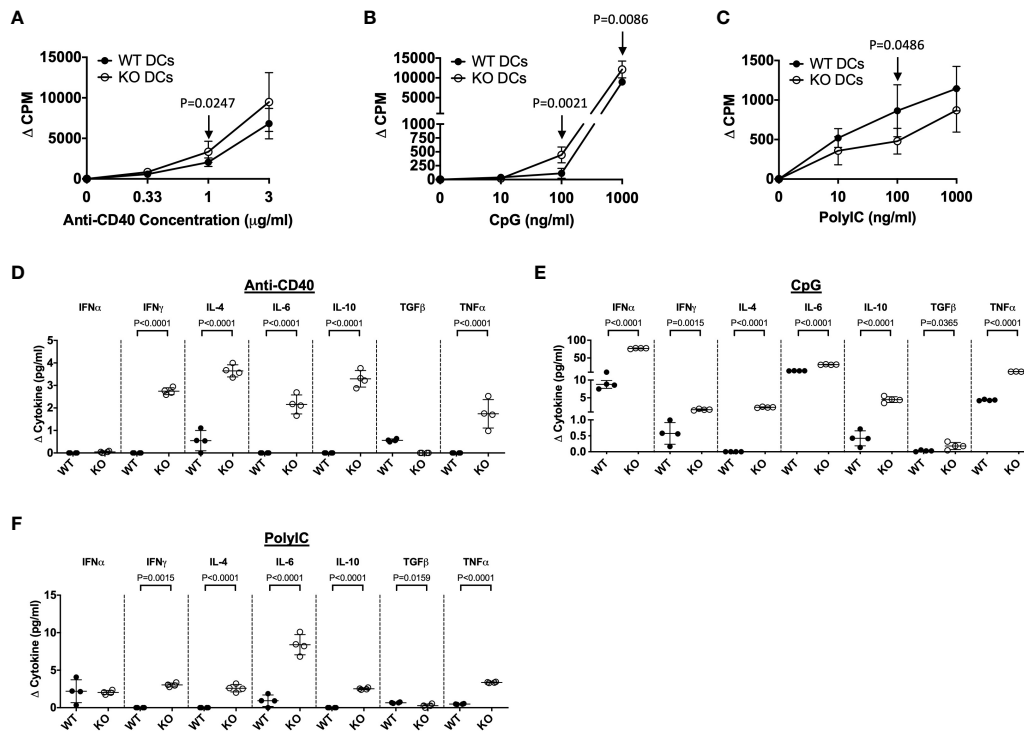 A
15000
10000
5000
0
Δ CPM
WT DCs
KO DCs
P=0.0247
0 0.33 1 3
Anti-CD40 Concentration (μg/ml)
B
15000
10000
5000
1000
750
500
250
0
Δ CPM
WT DCs
KO DCs
P=0.0086
P=0.0021
0 10 100 1000
CpG (ng/ml)
C
1500
1000
500
0
Δ CPM
WT DCs
KO DCs
P=0.0486
0 10 100 1000
PolyIC (ng/ml)
D
Anti-CD40
IFNα IFNγ IL-4 IL-6 IL-10 TGFβ TNFα
P<0.0001 P<0.0001 P<0.0001 P<0.0001 P<0.0001
5
4
3
2
1
0
Δ Cytokine (pg/ml)
WT KO WT KO WT KO WT KO WT KO WT KO WT KO
E
CpG
IFNα IFNγ IL-4 IL-6 IL-10 TGFβ TNFα
P<0.0001 P=0.0015 P<0.0001 P<0.0001 P<0.0001 P=0.0365 P<0.0001
100
50
10
5
1.0
0.5
0.0
Δ Cytokine (pg/ml)
WT KO WT KO WT KO WT KO WT KO WT KO WT KO
F
PolyIC
IFNα IFNγ IL-4 IL-6 IL-10 TGFβ TNFα
P=0.0015 P<0.0001 P<0.0001 P<0.0001 P=0.0159 P<0.0001
15
10
5
0
Δ Cytokine (pg/ml)
WT KO WT KO WT KO WT KO WT KO WT KO WT KO